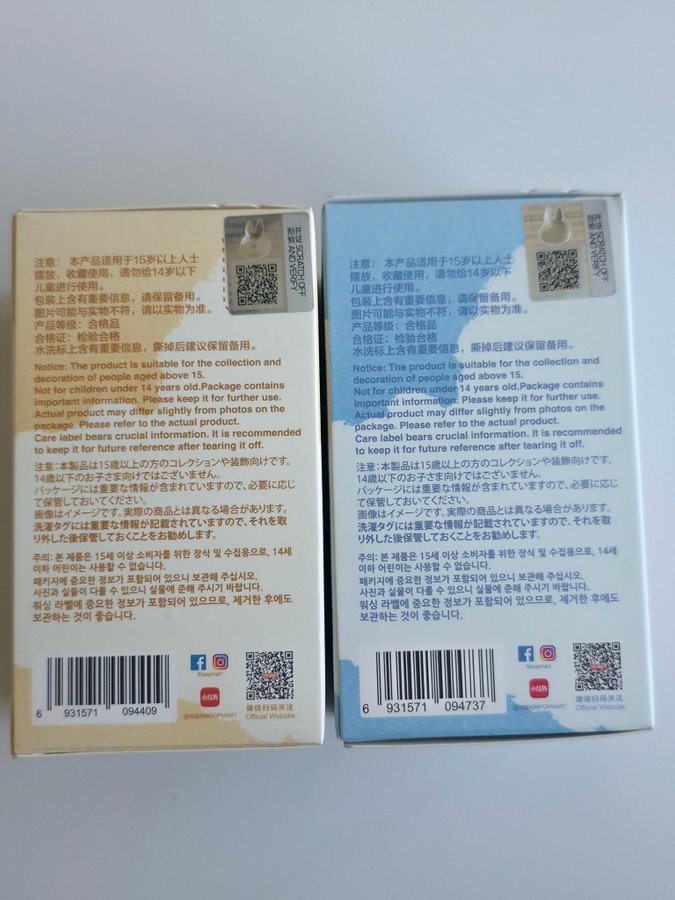 开证
刮验
SCRATCH OFF
AND VERIFY
注意： 本产品适用于15岁以上人士
摆放，收藏使用，请勿给14岁以下
儿童进行使用。
包装上含有重要信息，请保留备用。
图片可能与实物不符，请以实物为准。
产品等级：合格品
合格证：检验合格
水洗标上含有重要信息，撕掉后建议保留备用。
Notice: The product is suitable for the collection and
decoration of people aged above 15.
Not for children under 14 years old.Package contains
important information. Please keep it for further use.
Actual product may differ slightly from photos on the
package. Please refer to the actual product.
Care label bears crucial information. It is recommended
to keep it for future reference after tearing it off.
注意：本製品は15歳以上の方のコレクションや装飾向けです。
14歳以下のお子さま向けではございません。
パッケージには重要な情報が含まれていますので、必要に応じ
て保管しておいてください。
画像はイメージです。実際の商品とは異なる場合があります。
洗濯タグには重要な情報が記載されていますので、それを取
り外した後保管しておくことをお勧めします。
주의: 본 제품은 15세 이상 소비자를 위한 장식 및 수집용으로, 14세
이하 어린이는 사용할 수 없습니다.
패키지에 중요한 정보가 포함되어 있으니 보관해 주십시오.
사진과 실물이 다를 수 있으니 실물에 준해 주시기 바랍니다.
워싱 라벨에 중요한 정보가 포함되어 있으므로, 제거한 후에도
보관하는 것이 좋습니다.
6 931571 094409
@popmart
小红书
POPMART
微信扫码关注
Official Website
开证
刮验
SCRATCH OFF
AND VERIFY
注意： 本产品适用于15岁以上人士
摆放，收藏使用，请勿给14岁以下
儿童进行使用。
包装上含有重要信息，请保留备用。
图片可能与实物不符，请以实物为准。
产品等级：合格品
合格证：检验合格
水洗标上含有重要信息，撕掉后建议保留备用。
Notice: The product is suitable for the collection and
decoration of people aged above 15.
Not for children under 14 years old.Package contains
important information. Please keep it for further use.
Actual product may differ slightly from photos on the
package. Please refer to the actual product.
Care label bears crucial information. It is recommended
to keep it for future reference after tearing it off.
注意：本製品は15歳以上の方のコレクションや装飾向けです。
14歳以下のお子さま向けではございません。
パッケージには重要な情報が含まれていますので、必要に応じ
て保管しておいてください。
画像はイメージです。実際の商品とは異なる場合があります。
洗濯タグには重要な情報が記載されていますので、それを取
り外した後保管しておくことをお勧めします。
주의: 본 제품은 15세 이상 소비자를 위한 장식 및 수집용으로, 14세
이하 어린이는 사용할 수 없습니다.
패키지에 중요한 정보가 포함되어 있으니 보관해 주십시오.
사진과 실물이 다를 수 있으니 실물에 준해 주시기 바랍니다.
워싱 라벨에 중요한 정보가 포함되어 있으므로, 제거한 후에도
보관하는 것이 좋습니다.
6 931571 094737
@popmart
小红书
POPMART
微信扫码关注
Official Website